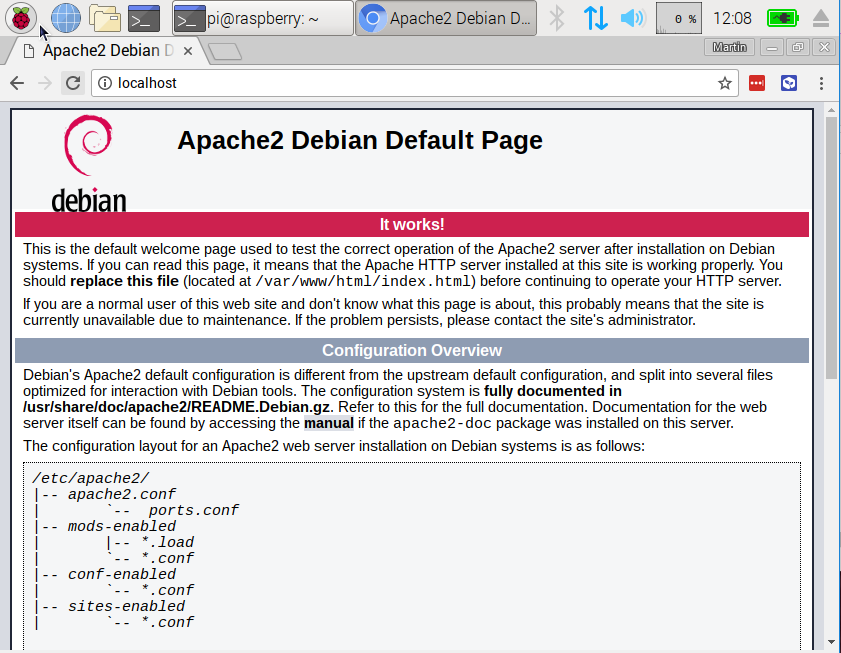 pi@raspberry: ~
Apache2 Debian D...
0 %
12:08
Apache2 Debian D
Martin
localhost
debian
Apache2 Debian Default Page
It works!
This is the default welcome page used to test the correct operation of the Apache2 server after installation on Debian
systems. If you can read this page, it means that the Apache HTTP server installed at this site is working properly. You
should replace this file (located at /var/www/html/index.html) before continuing to operate your HTTP server.
If you are a normal user of this web site and don't know what this page is about, this probably means that the site is
currently unavailable due to maintenance. If the problem persists, please contact the site's administrator.
Configuration Overview
Debian's Apache2 default configuration is different from the upstream default configuration, and split into several files
optimized for interaction with Debian tools. The configuration system is fully documented in
/usr/share/doc/apache2/README.Debian.gz. Refer to this for the full documentation. Documentation for the web
server itself can be found by accessing the manual if the apache2-doc package was installed on this server.
The configuration layout for an Apache2 web server installation on Debian systems is as follows:
/etc/apache2/
|-- apache2.conf
|       `--  ports.conf
|-- mods-enabled
|       |-- *.load
|       `-- *.conf
|-- conf-enabled
|       `-- *.conf
|-- sites-enabled
|       `-- *.conf